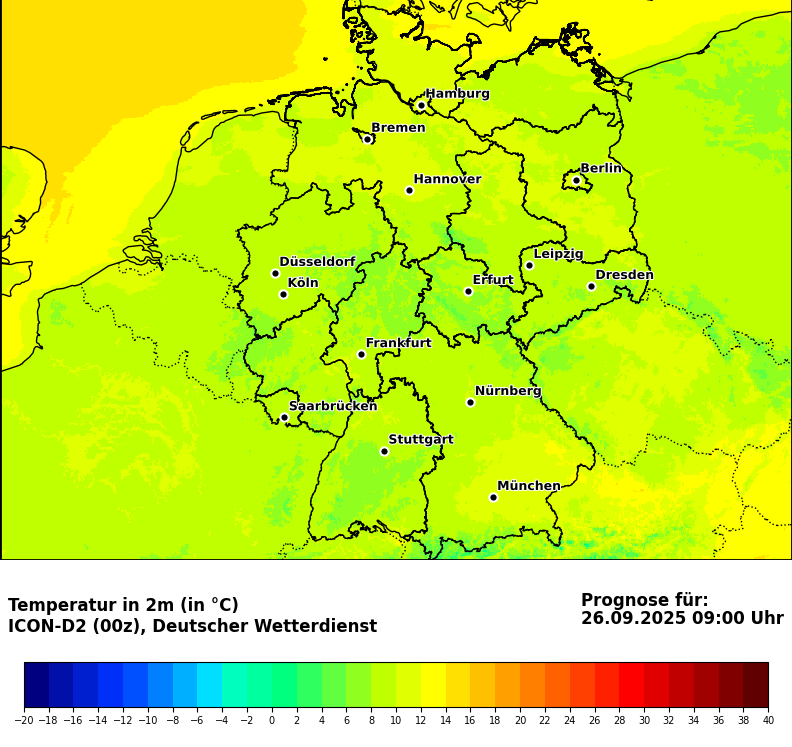 Hamburg
Bremen
Berlin
Hannover
Leipzig
Düsseldorf
Dresden
Köln
Erfurt
Frankfurt
Nürnberg
Saarbrücken
Stuttgart
München
Temperatur in 2m (in °C)
ICON-D2 (00z), Deutscher Wetterdienst
Prognose für:
26.09.2025 09:00 Uhr
−20 −18 −16 −14 −12 −10 −8 −6 −4 −2 0 2 4 6 8 10 12 14 16 18 20 22 24 26 28 30 32 34 36 38 40